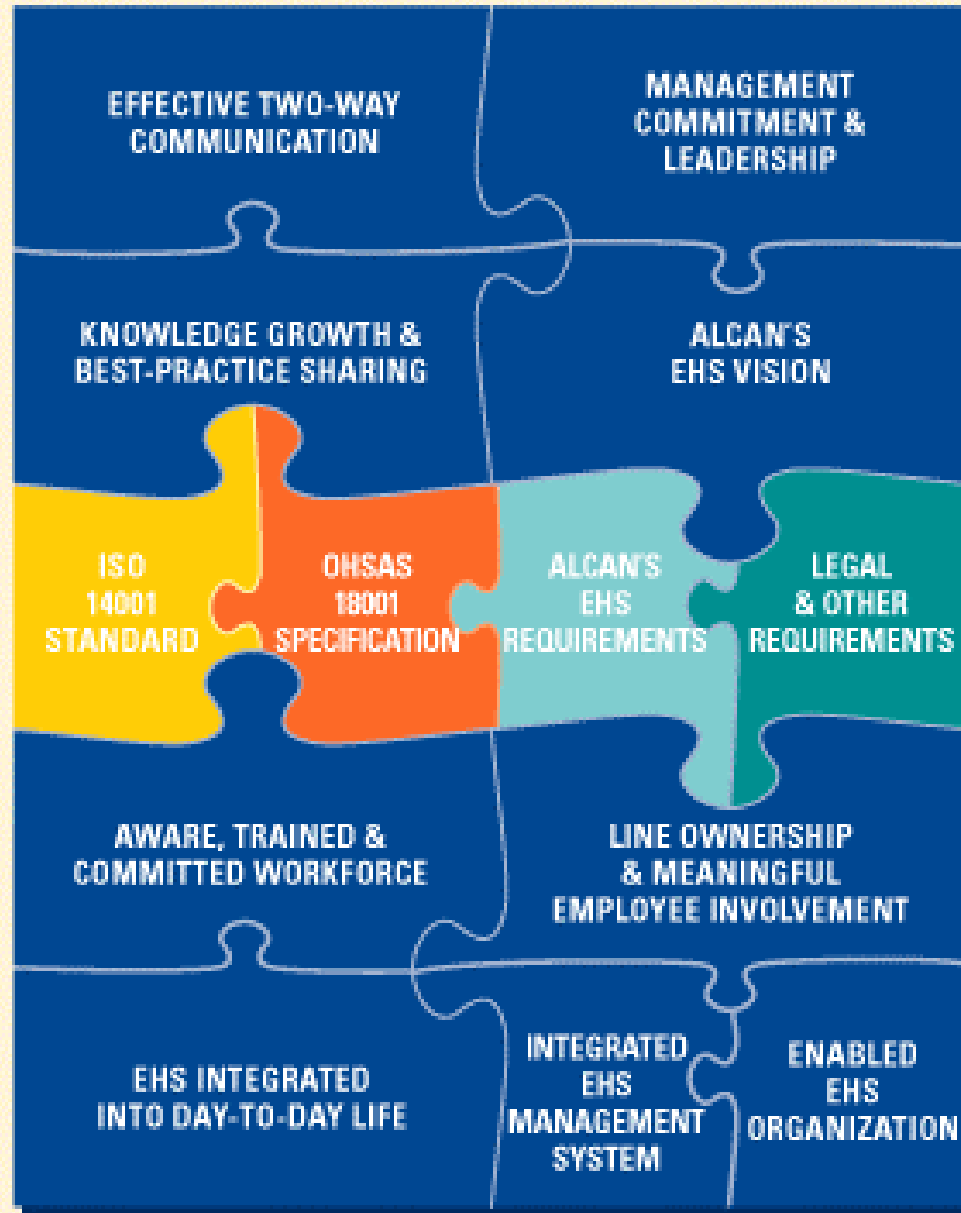 EFFECTIVE TWO-WAY
COMMUNICATION
MANAGEMENT
COMMITMENT &
LEADERSHIP
KNOWLEDGE GROWTH &
BEST-PRACTICE SHARING
ALCAN'S
EHS VISION
ISO
14001
STANDARD
OHSAS
18001
SPECIFICATION
ALCAN'S
EHS
REQUIREMENTS
LEGAL
& OTHER
REQUIREMENTS
AWARE, TRAINED &
COMMITTED WORKFORCE
LINE OWNERSHIP
& MEANINGFUL
EMPLOYEE INVOLVEMENT
EHS INTEGRATED
INTO DAY-TO-DAY LIFE
INTEGRATED
EHS
MANAGEMENT
SYSTEM
ENABLED
EHS
ORGANIZATION